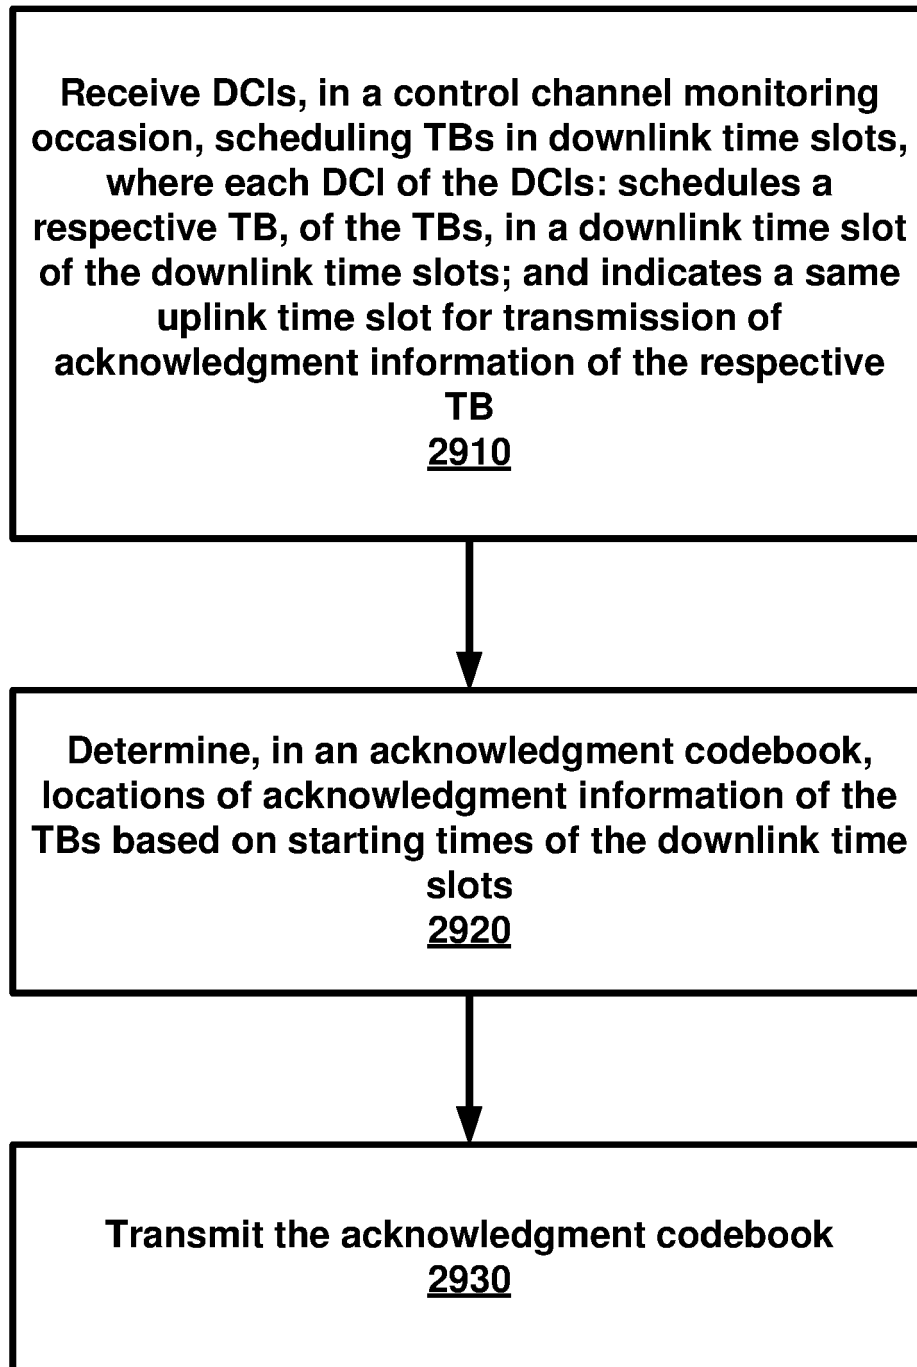 Receive DCIs, in a control channel monitoring
occasion, scheduling TBs in downlink time slots,
where each DCI of the DCIs: schedules a
respective TB, of the TBs, in a downlink time slot
of the downlink time slots; and indicates a same
uplink time slot for transmission of
acknowledgment information of the respective
TB
2910
Determine, in an acknowledgment codebook,
locations of acknowledgment information of the
TBs based on starting times of the downlink time
slots
2920
Transmit the acknowledgment codebook
2930